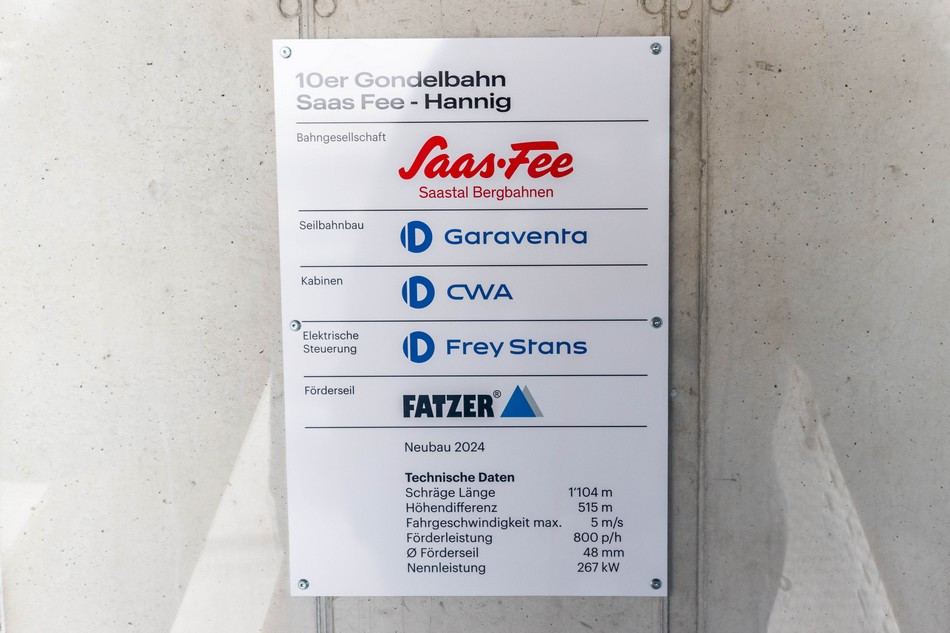 10er Gondelbahn
Saas Fee - Hannig
Bahngesellschaft
Saas·Fee
Saastal Bergbahnen
Seilbahnbau
Garaventa
Kabinen
CWA
Elektrische
Steuerung
Frey Stans
Förderseil
FATZER®
Neubau 2024
Technische Daten
Schräge Länge 1'104 m
Höhendifferenz 515 m
Fahrgeschwindigkeit max. 5 m/s
Förderleistung 800 p/h
Ø Förderseil 48 mm
Nennleistung 267 kW